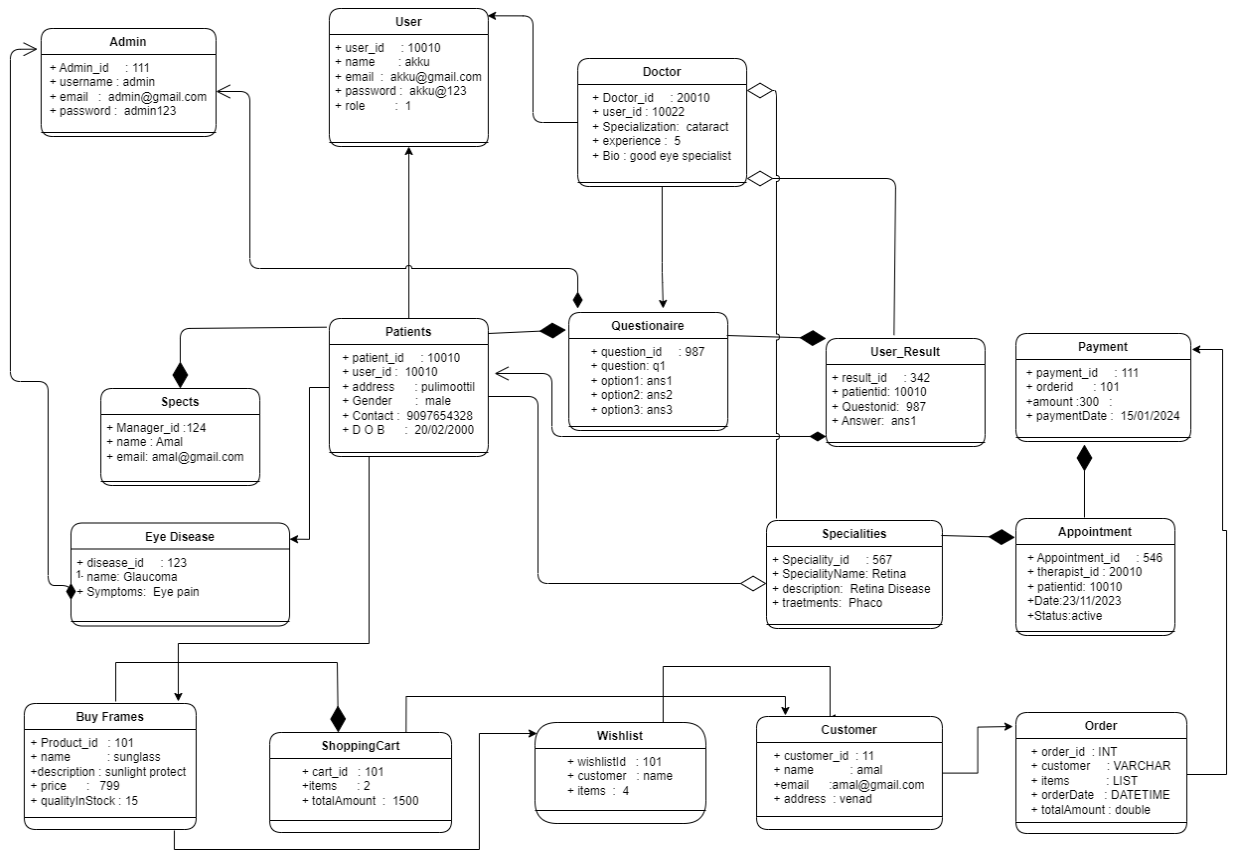 User
+ user_id : 10010
+ name : akku
+ email : akku@gmail.com
+ password : akku@123
+ role : 1
Admin
+ Admin_id : 111
+ username : admin
+ email : admin@gmail.com
+ password : admin123
Doctor
+ Doctor_id : 20010
+ user_id : 10022
+ Specialization: cataract
+ experience : 5
+ Bio : good eye specialist
Patients
+ patient_id : 10010
+ user_id : 10010
+ address : pulimoottil
+ Gender : male
+ Contact : 9097654328
+ D O B : 20/02/2000
Questionaire
+ question_id : 987
+ question: q1
+ option1: ans1
+ option2: ans2
+ option3: ans3
User_Result
+ result_id : 342
+ patientid: 10010
+ Questonid: 987
+ Answer: ans1
Payment
+ payment_id : 111
+ orderid : 101
+amount :300 :
+ paymentDate : 15/01/2024
Spects
+ Manager_id :124
+ name : Amal
+ email: amal@gmail.com
Eye Disease
+ disease_id : 123
1- name: Glaucoma
+ Symptoms: Eye pain
Specialities
+ Speciality_id : 567
+ SpecialityName: Retina
+ description: Retina Disease
+ traetments: Phaco
Appointment
+ Appointment_id : 546
+ therapist_id : 20010
+ patientid: 10010
+Date:23/11/2023
+Status:active
Buy Frames
+ Product_id : 101
+ name : sunglass
+description : sunlight protect
+ price : 799
+ qualityInStock : 15
ShoppingCart
+ cart_id : 101
+items : 2
+ totalAmount : 1500
Wishlist
+ wishlistId : 101
+ customer : name
+ items : 4
Customer
+ customer_id : 11
+ name : amal
+email :amal@gmail.com
+ address : venad
Order
+ order_id : INT
+ customer : VARCHAR
+ items : LIST
+ orderDate : DATETIME
+ totalAmount : double